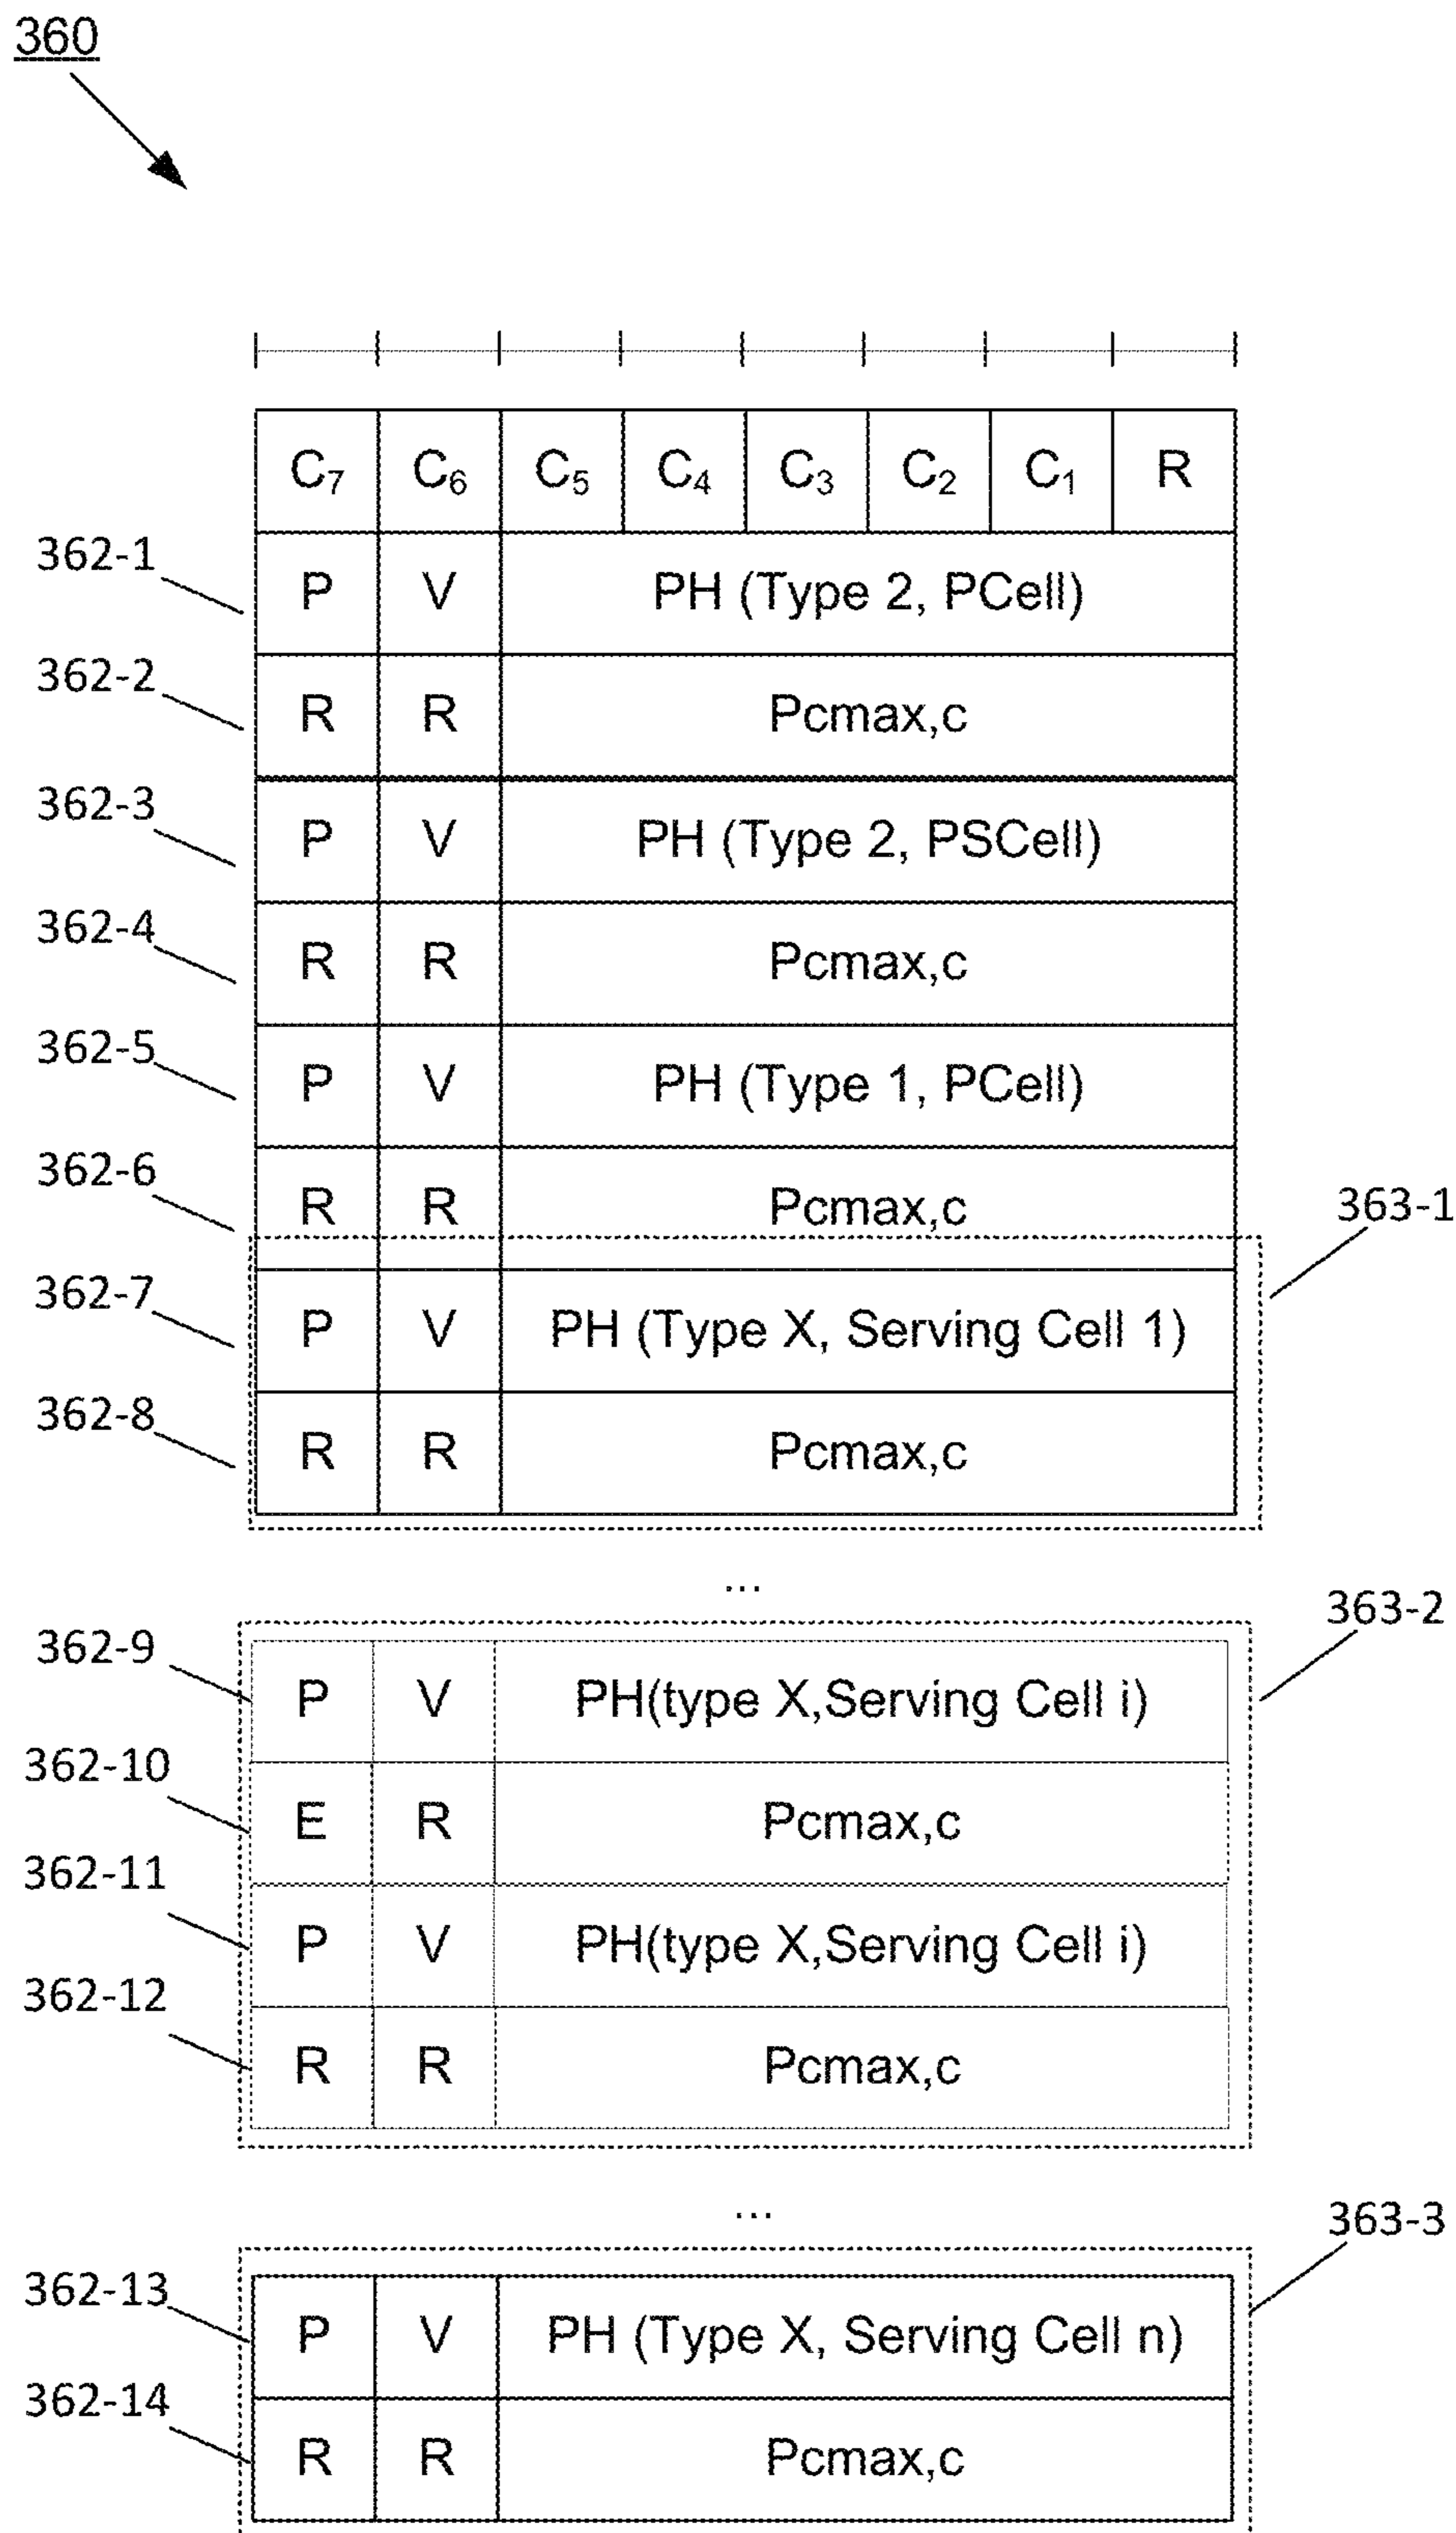 360
C₇ C₆ C₅ C₄ C₃ C₂ C₁ R
362-1 P V PH (Type 2, PCell)
362-2 R R Pcmax,c
362-3 P V PH (Type 2, PSCell)
362-4 R R Pcmax,c
362-5 P V PH (Type 1, PCell)
362-6 R R Pcmax,c
363-1
362-7 P V PH (Type X, Serving Cell 1)
362-8 R R Pcmax,c
...
363-2
362-9 P V PH(type X,Serving Cell i)
362-10 E R Pcmax,c
362-11 P V PH(type X,Serving Cell i)
362-12 R R Pcmax,c
...
363-3
362-13 P V PH (Type X, Serving Cell n)
362-14 R R Pcmax,c